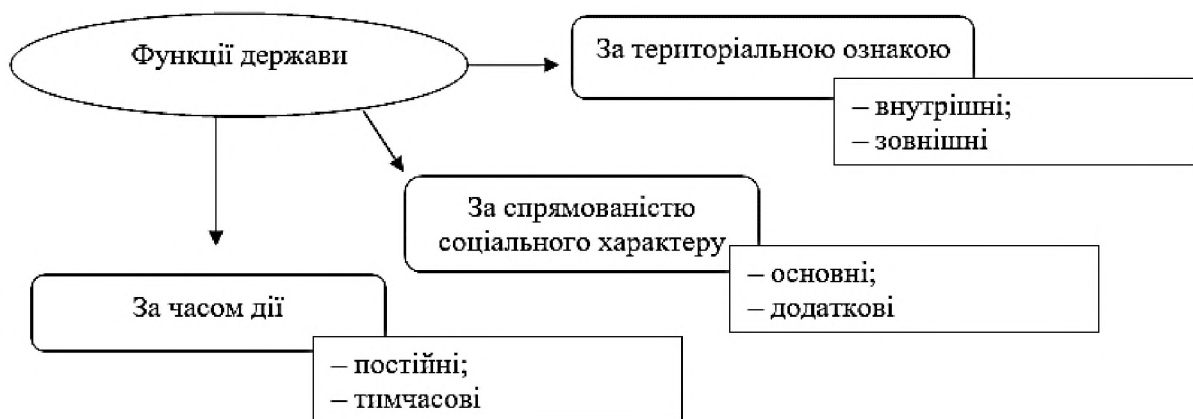 Функції держави
За територіальною ознакою
– внутрішні;
– зовнішні
За спрямованістю
соціального характеру
– основні;
– додаткові
За часом дії
– постійні;
– тимчасові